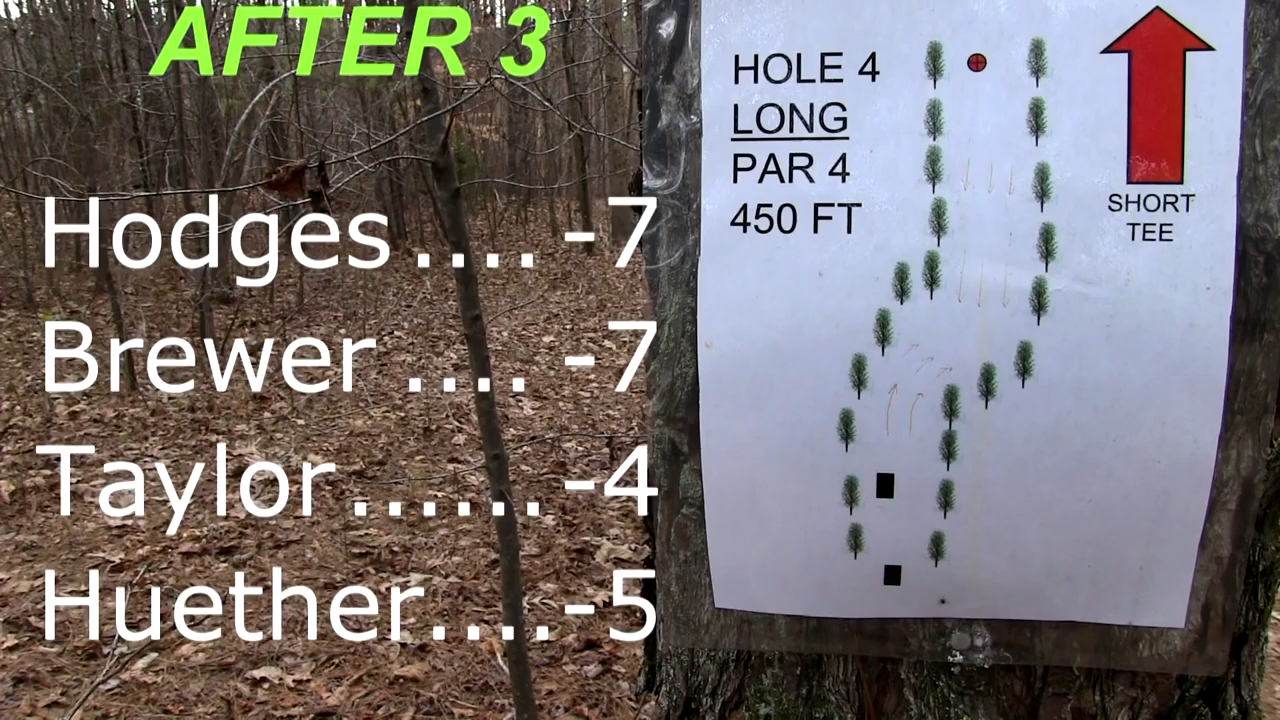 AFTER 3
Hodges .... -7
Brewer .... -7
Taylor ...... -4
Huether .... -5
HOLE 4
LONG
PAR 4
450 FT
SHORT
TEE